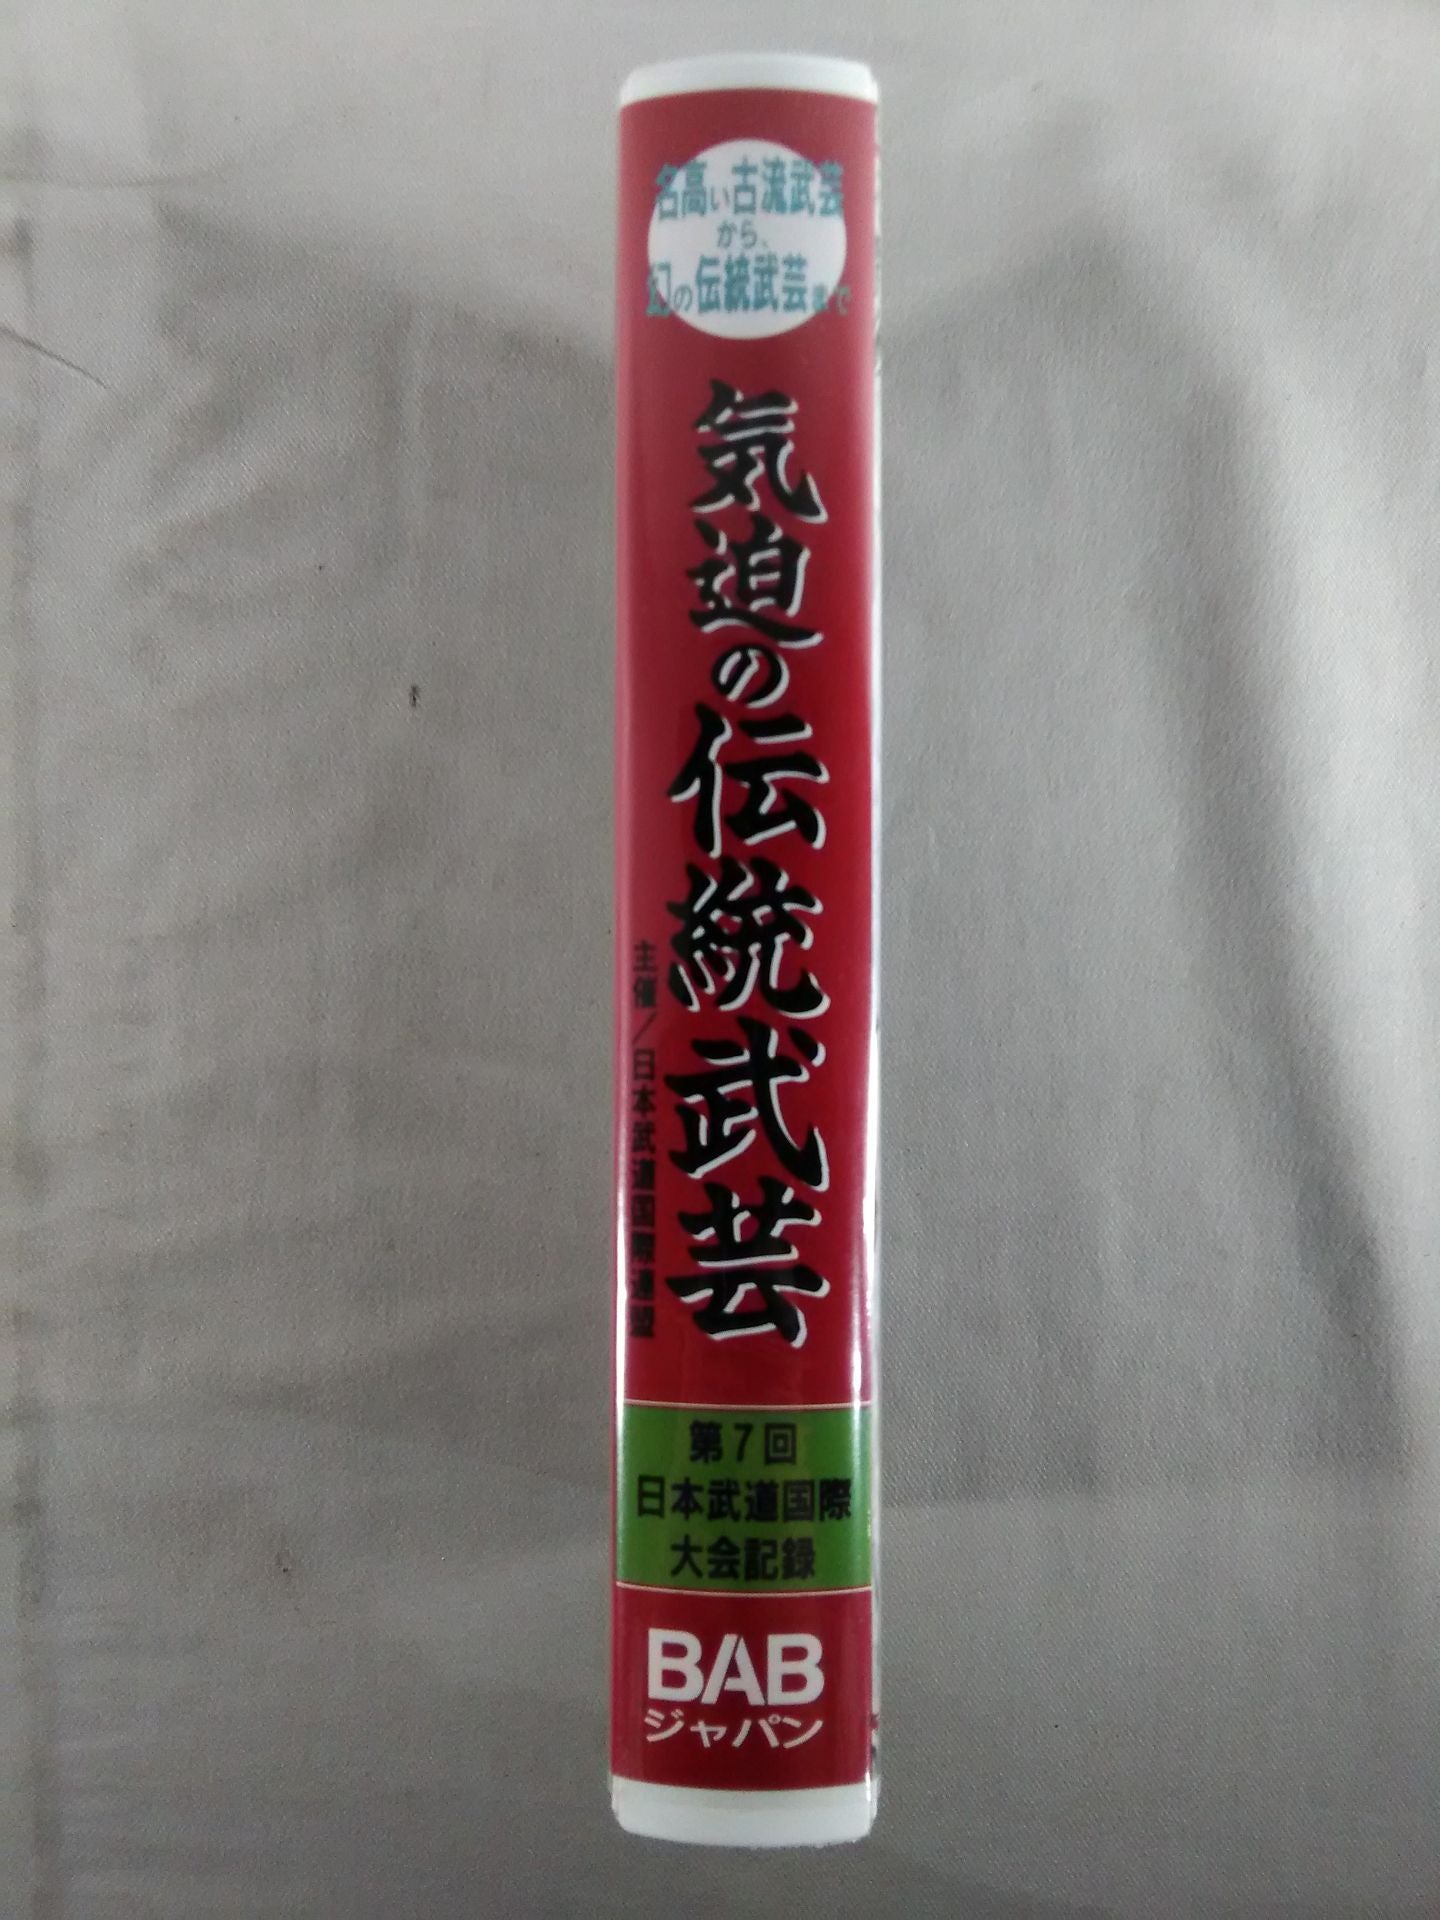 名高い古流武芸
から、
幻の伝統武芸まで
気迫の伝統武芸
主催/日本武道国際連盟
第7回
日本武道国際
大会記録
BAB
ジャパン